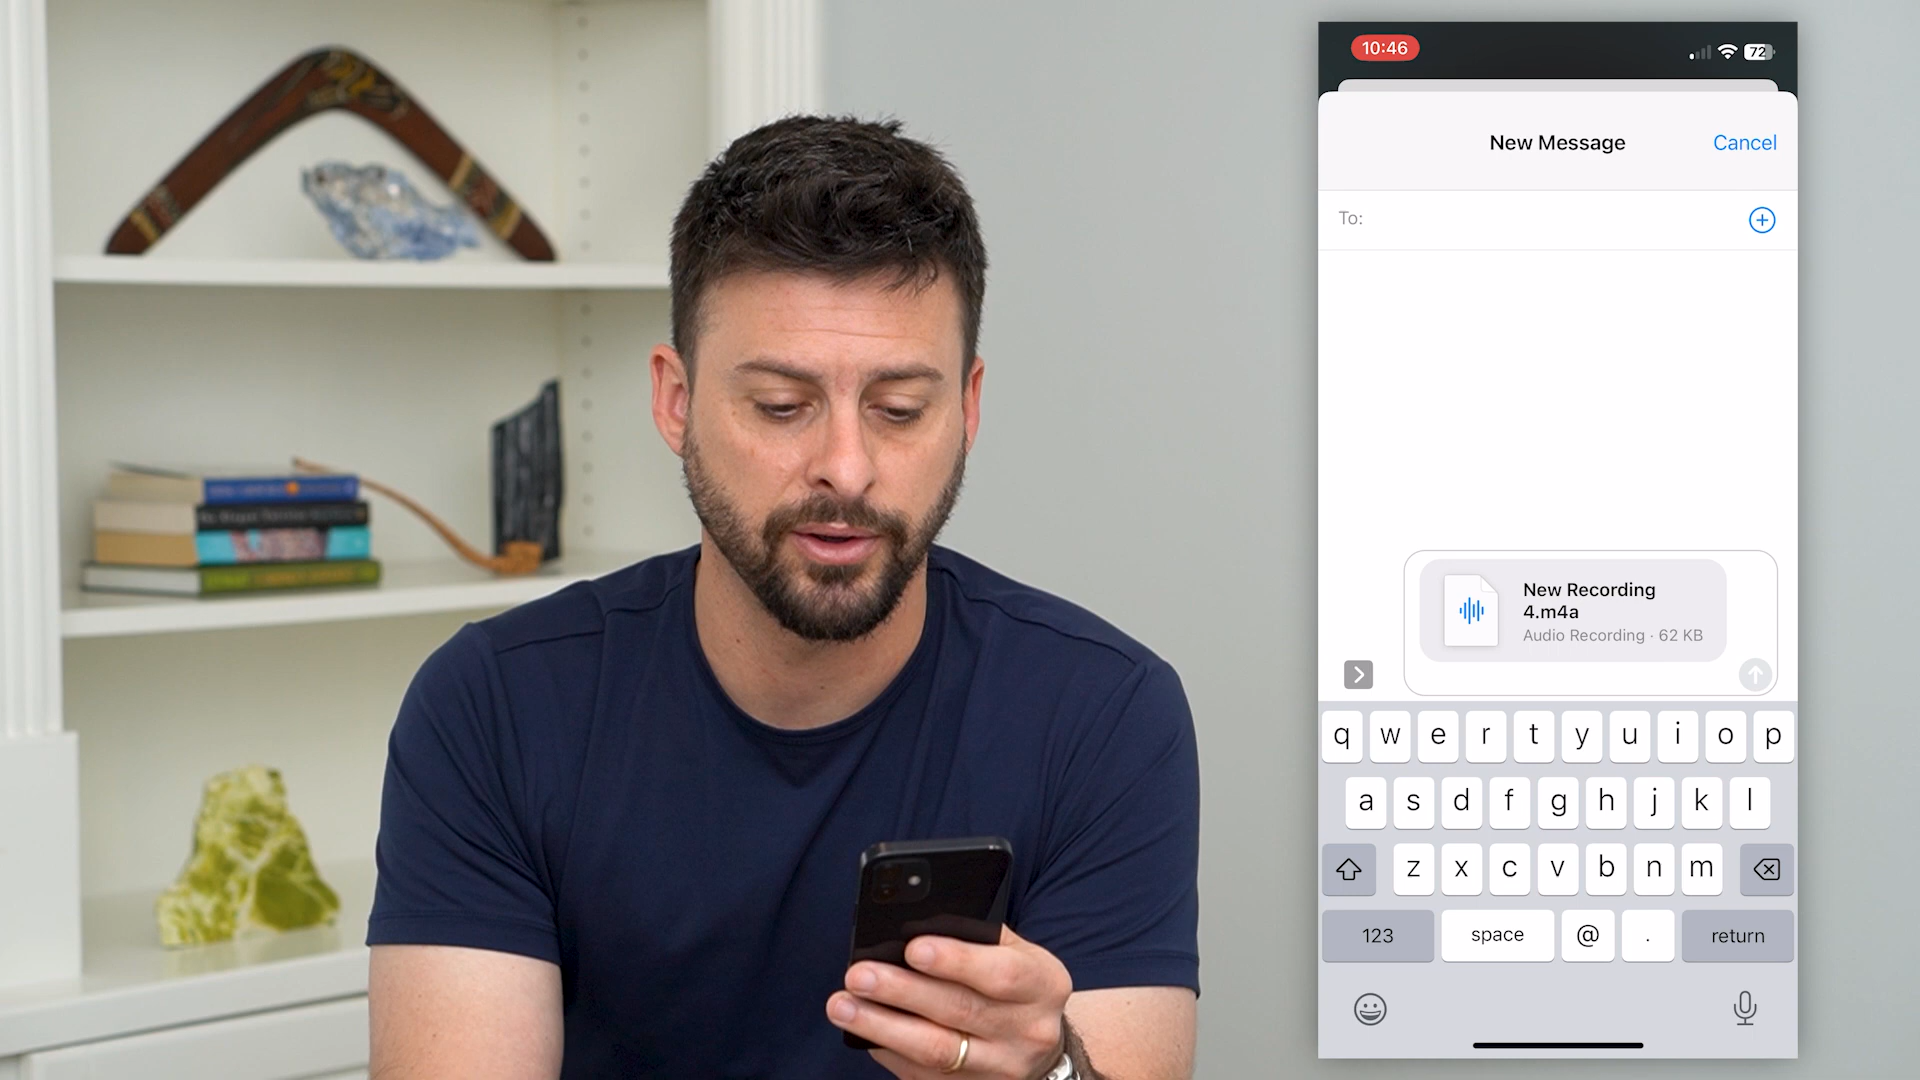 10:46
72
New Message
Cancel
To:
New Recording
4.m4a
Audio Recording · 62 KB
q w e r t y u i o p
a s d f g h j k l
z x c v b n m
123 space @ . return